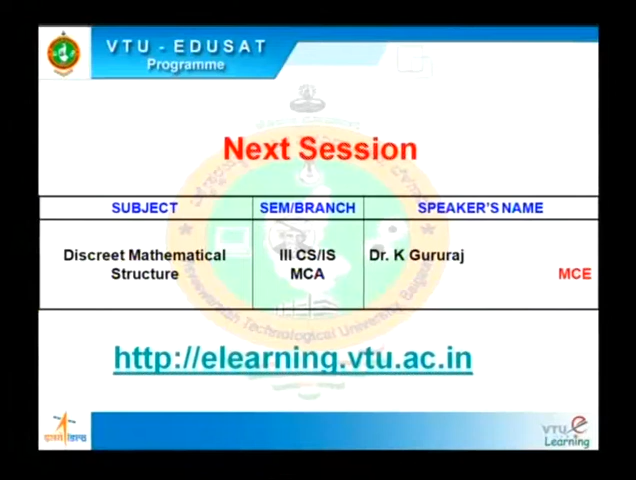 VTU - EDUSAT
Programme
Next Session
SUBJECT SEM/BRANCH SPEAKER'S NAME
Discreet Mathematical III CS/IS Dr. K Gururaj
Structure MCA MCE
http://elearning.vtu.ac.in
VTU e
Learning